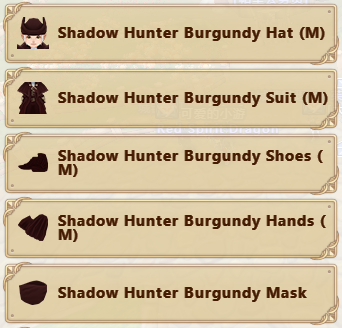 Shadow Hunter Burgundy Hat (M)
Shadow Hunter Burgundy Suit (M)
Shadow Hunter Burgundy Shoes (
M)
Shadow Hunter Burgundy Hands (
M)
Shadow Hunter Burgundy Mask